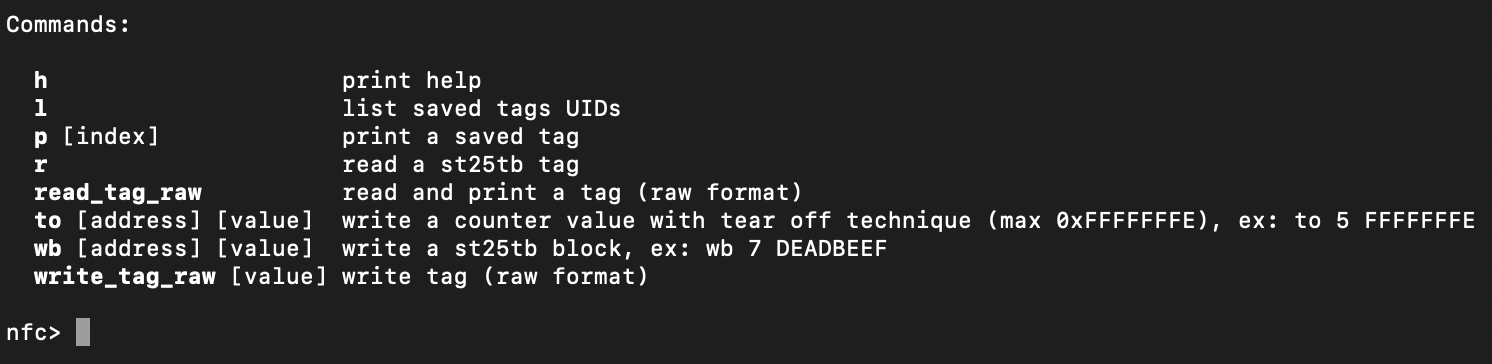 Commands:
h print help
l list saved tags UIDs
p [index] print a saved tag
r read a st25tb tag
read_tag_raw read and print a tag (raw format)
to [address] [value] write a counter value with tear off technique (max 0xFFFFFFFE), ex: to 5 FFFFFFFE
wb [address] [value] write a st25tb block, ex: wb 7 DEADBEEF
write_tag_raw [value] write tag (raw format)
nfc>